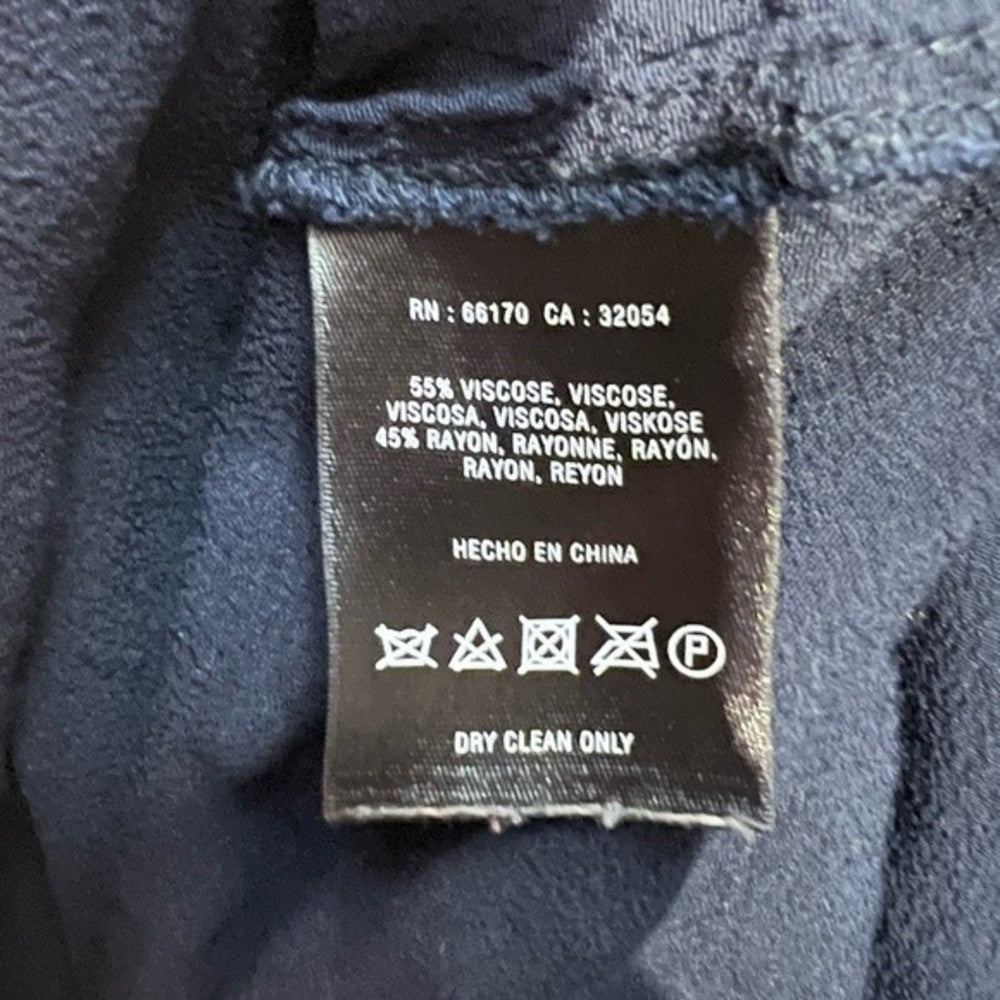 RN : 66170 CA : 32054
55% VISCOSE, VISCOSE,
VISCOSA, VISCOSA, VISKOSE
45% RAYON, RAYONNE, RAYÓN,
RAYON, REYON
HECHO EN CHINA
P
DRY CLEAN ONLY